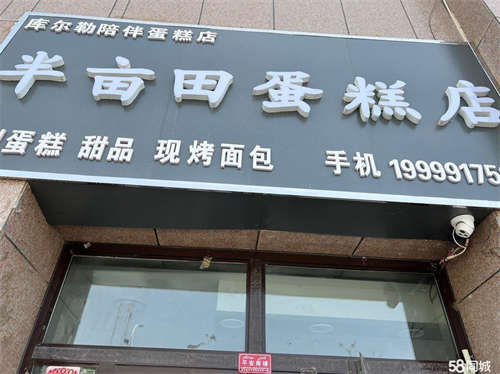 库尔勒陪伴蛋糕店
半亩田蛋糕店
蛋糕 甜品 现烤面包 手机 19999175
58同城